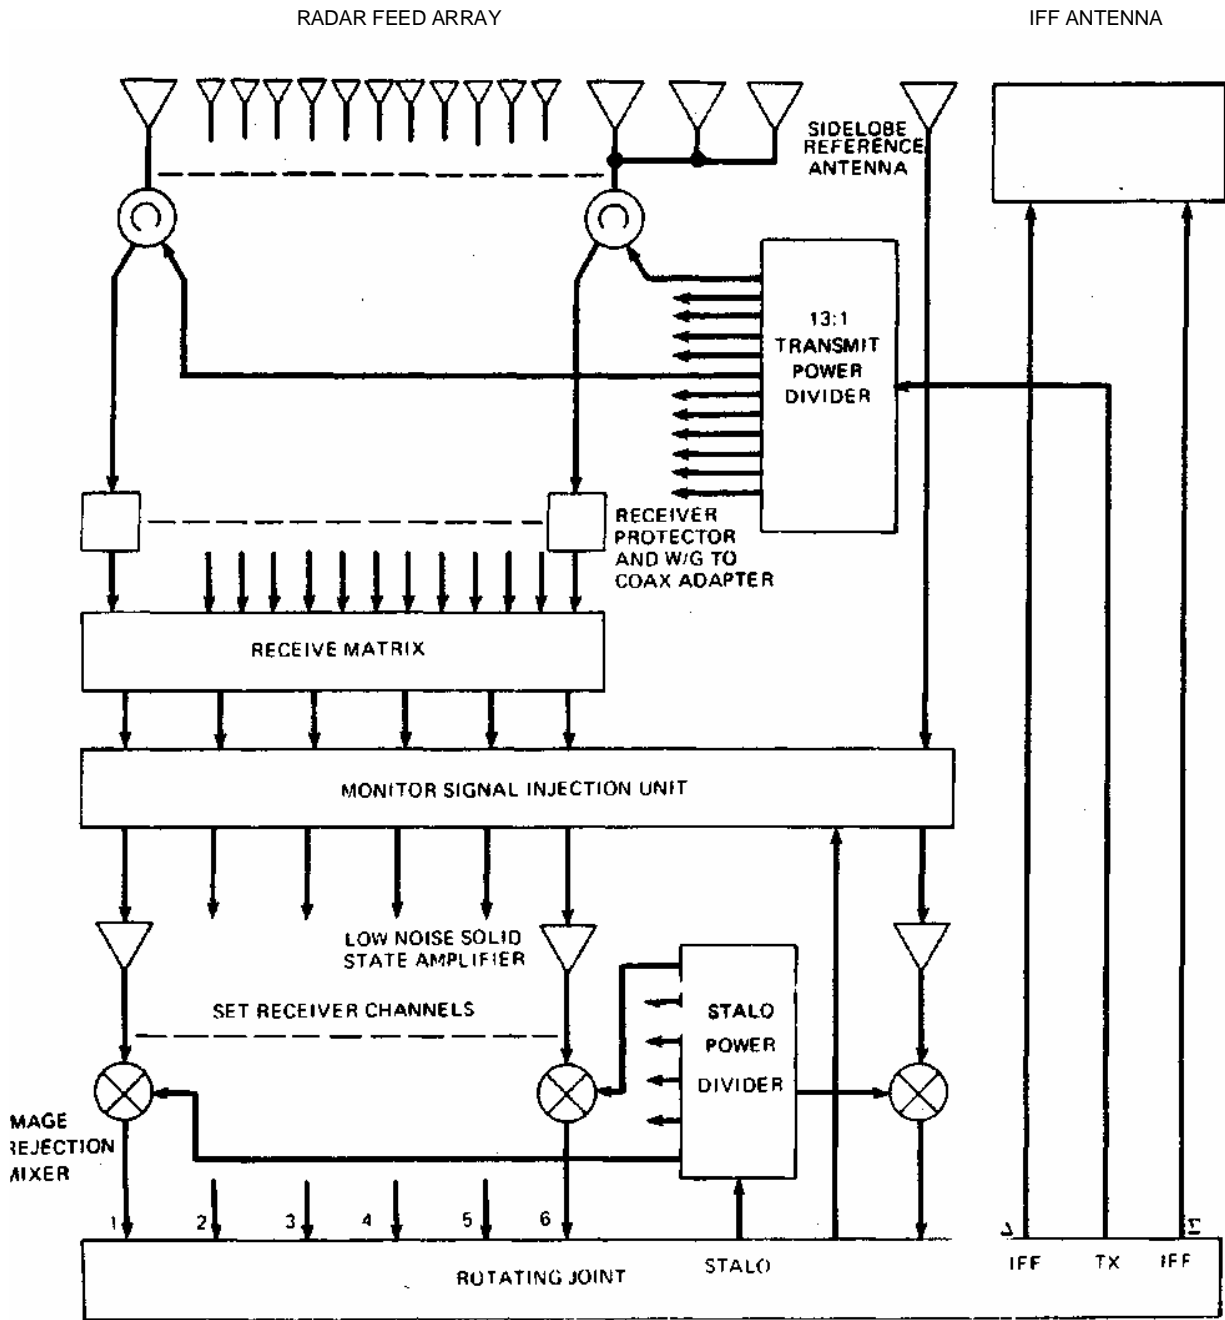 RADAR FEED ARRAY
IFF ANTENNA
SIDELOBE
REFERENCE
ANTENNA
13:1
TRANSMIT
POWER
DIVIDER
RECEIVER
PROTECTOR
AND W/G TO
COAX ADAPTER
RECEIVE MATRIX
MONITOR SIGNAL INJECTION UNIT
LOW NOISE SOLID
STATE AMPLIFIER
SET RECEIVER CHANNELS
STALO
POWER
DIVIDER
MAGE
REJECTION
MIXER
1 2 3 4 5 6
Δ Σ
ROTATING JOINT
STALO
IFF TX IFF